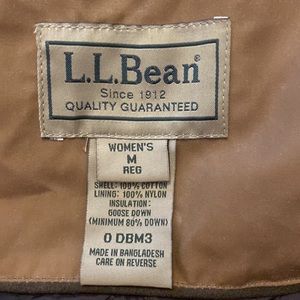 L.L.Bean®
Since 1912
QUALITY GUARANTEED
WOMEN'S
M
REG
SHELL: 100% COTTON
LINING: 100% NYLON
INSULATION:
GOOSE DOWN
(MINIMUM 80% DOWN)
0 DBM3
MADE IN BANGLADESH
CARE ON REVERSE